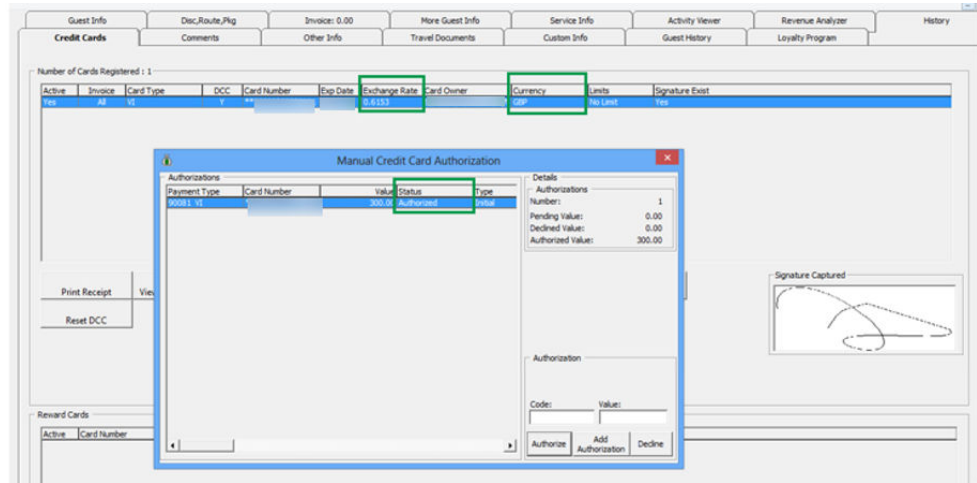 Guest Info Disc,Route,Pkg Invoice: 0.00 More Guest Info Service Info Activity Viewer Revenue Analyzer History
Credit Cards Comments Other Info Travel Documents Custom Info Guest History Loyalty Program
Number of Cards Registered : 1
Active Invoice Card Type DCC Card Number Exp Date Exchange Rate Card Owner Currency Limits Signature Exist
Yes All VI Y ** 0.6153 GBP No Limit Yes
Manual Credit Card Authorization
Authorizations
Payment Type Card Number Value Status Type
90081 VI * 300.00 Authorized Initial
Details
Authorizations
Number: 1
Pending Value: 0.00
Declined Value: 0.00
Authorized Value: 300.00
Print Receipt
Reset DCC
Signature Captured
Authorization
Code: Value:
Authorize Add Authorization Decline
Reward Cards
Active Card Number